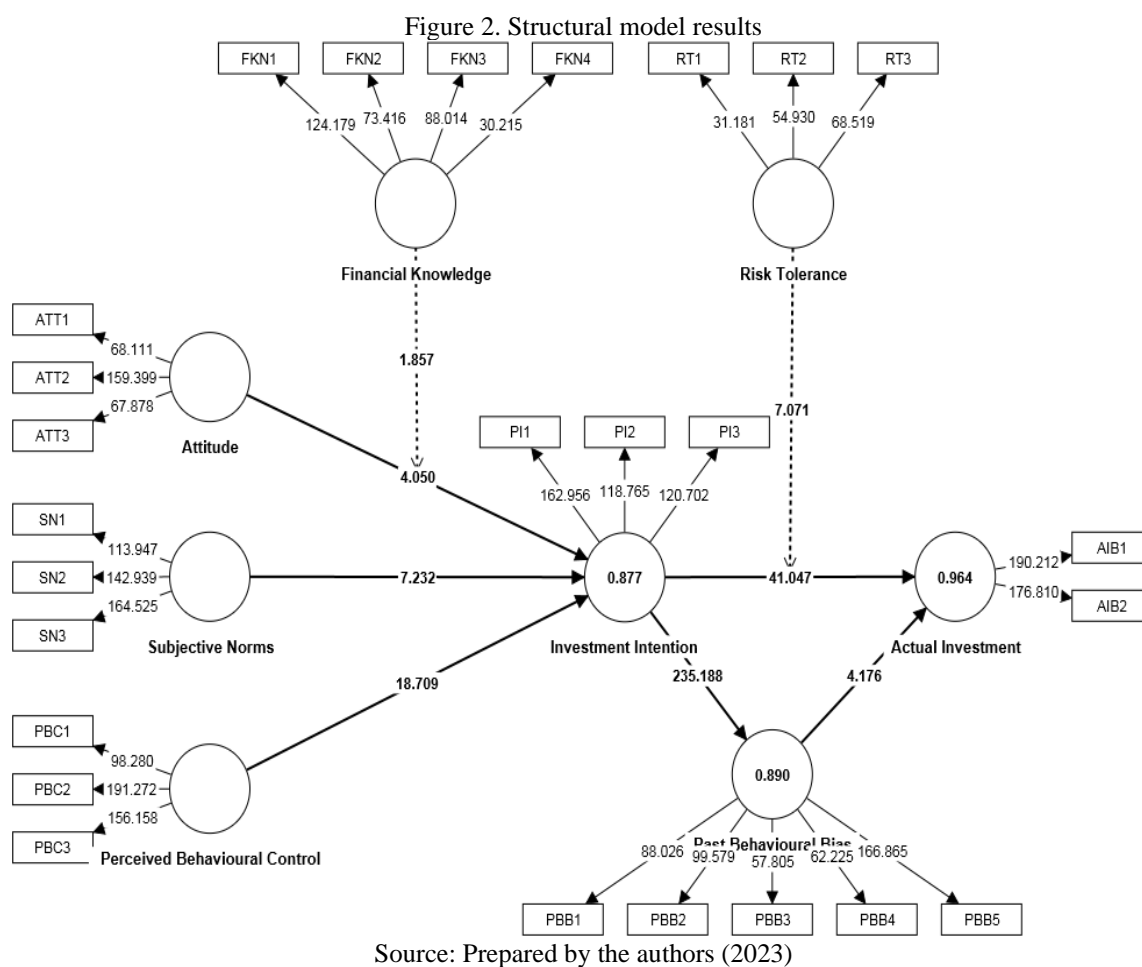 Figure 2. Structural model results
FKN1 FKN2 FKN3 FKN4 RT1 RT2 RT3
124.179 73.416 88.014 30.215 31.181 54.930 68.519
Financial Knowledge Risk Tolerance
ATT1
68.111
ATT2 159.399
67.878
ATT3
Attitude
1.857
7.071
PI1 PI2 PI3
162.956 118.765 120.702
4.050
SN1
113.947
SN2 142.939
164.525
SN3
Subjective Norms
7.232
0.877
Investment Intention
41.047
0.964
Actual Investment
190.212 AIB1
176.810 AIB2
18.709
235.188
4.176
PBC1
98.280
PBC2 191.272
156.158
PBC3
Perceived Behavioural Control
0.890
Past Behavioural Bias
88.026 99.579 57.805 62.225 166.865
PBB1 PBB2 PBB3 PBB4 PBB5
Source: Prepared by the authors (2023)